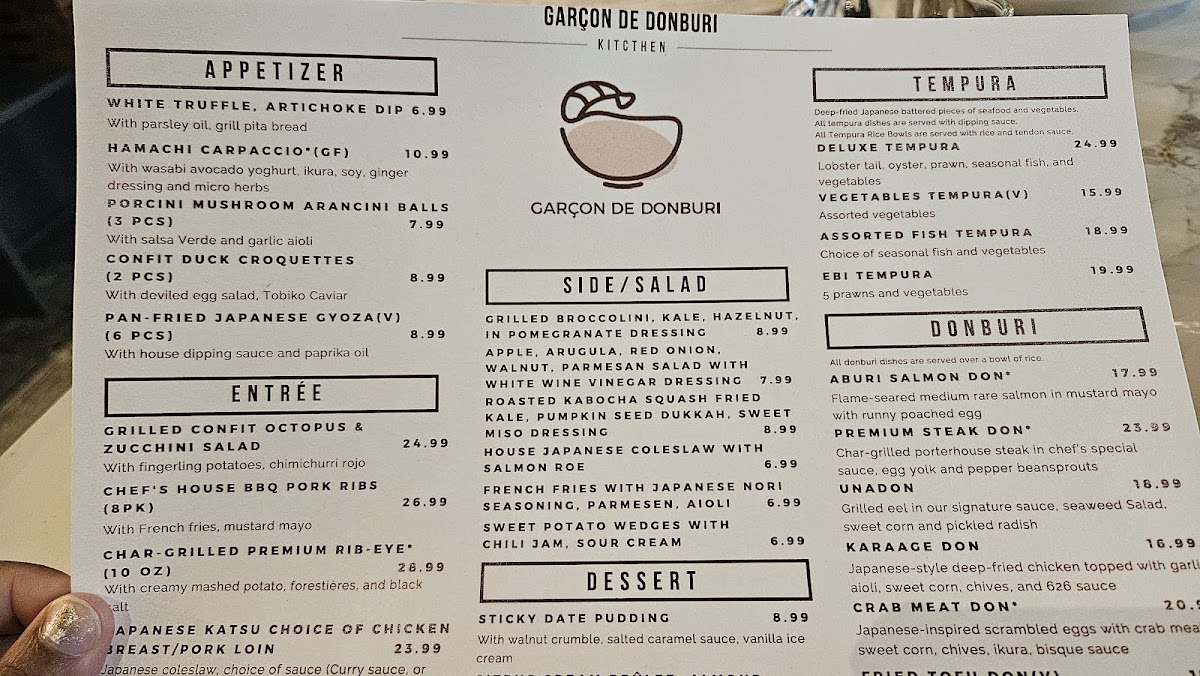 GARÇON DE DONBURI
KITCTHEN
APPETIZER
WHITE TRUFFLE, ARTICHOKE DIP 6.99
With parsley oil, grill pita bread
HAMACHI CARPACCIO*(GF) 10.99
With wasabi avocado yoghurt, ikura, soy, ginger
dressing and micro herbs
PORCINI MUSHROOM ARANCINI BALLS
(3 PCS) 7.99
With salsa Verde and garlic aioli
CONFIT DUCK CROQUETTES
(2 PCS) 8.99
With deviled egg salad, Tobiko Caviar
PAN-FRIED JAPANESE GYOZA(V)
(6 PCS) 8.99
With house dipping sauce and paprika oil
ENTRÉE
GRILLED CONFIT OCTOPUS &
ZUCCHINI SALAD 24.99
With fingerling potatoes, chimichurri rojo
CHEF'S HOUSE BBQ PORK RIBS
(8PK) 26.99
With French fries, mustard mayo
CHAR-GRILLED PREMIUM RIB-EYE*
(10 OZ) 28.99
With creamy mashed potato, forestières, and black
alt
JAPANESE KATSU CHOICE OF CHICKEN
BREAST/PORK LOIN 23.99
Japanese coleslaw, choice of sauce (Curry sauce, or
GARÇON DE DONBURI
SIDE/SALAD
GRILLED BROCCOLINI, KALE, HAZELNUT,
IN POMEGRANATE DRESSING 8.99
APPLE, ARUGULA, RED ONION,
WALNUT, PARMESAN SALAD WITH
WHITE WINE VINEGAR DRESSING 7.99
ROASTED KABOCHA SQUASH FRIED
KALE, PUMPKIN SEED DUKKAH, SWEET
MISO DRESSING 8.99
HOUSE JAPANESE COLESLAW WITH
SALMON ROE 6.99
FRENCH FRIES WITH JAPANESE NORI
SEASONING, PARMESEN, AIOLI 6.99
SWEET POTATO WEDGES WITH
CHILI JAM, SOUR CREAM 6.99
DESSERT
STICKY DATE PUDDING 8.99
With walnut crumble, salted caramel sauce, vanilla ice
cream
TEMPURA
Deep-fried Japanese battered pieces of seafood and vegetables.
All tempura dishes are served with dipping sauce.
All Tempura Rice Bowls are served with rice and tendon sauce.
DELUXE TEMPURA 24.99
Lobster tail, oyster, prawn, seasonal fish, and
vegetables
VEGETABLES TEMPURA(V) 15.99
Assorted vegetables
ASSORTED FISH TEMPURA 18.99
Choice of seasonal fish and vegetables
EBI TEMPURA 19.99
5 prawns and vegetables
DONBURI
All donburi dishes are served over a bowl of rice.
ABURI SALMON DON* 17.99
Flame-seared medium rare salmon in mustard mayo
with runny poached egg
PREMIUM STEAK DON* 23.99
Char-grilled porterhouse steak in chef's special
sauce, egg yolk and pepper beansprouts
UNADON 18.99
Grilled eel in our signature sauce, seaweed Salad,
sweet corn and pickled radish
KARAAGE DON 16.99
Japanese-style deep-fried chicken topped with garli
aioli, sweet corn, chives, and 626 sauce
CRAB MEAT DON* 20.9
Japanese-inspired scrambled eggs with crab mea
sweet corn, chives, ikura, bisque sauce
FRIED TOFU DON(V)